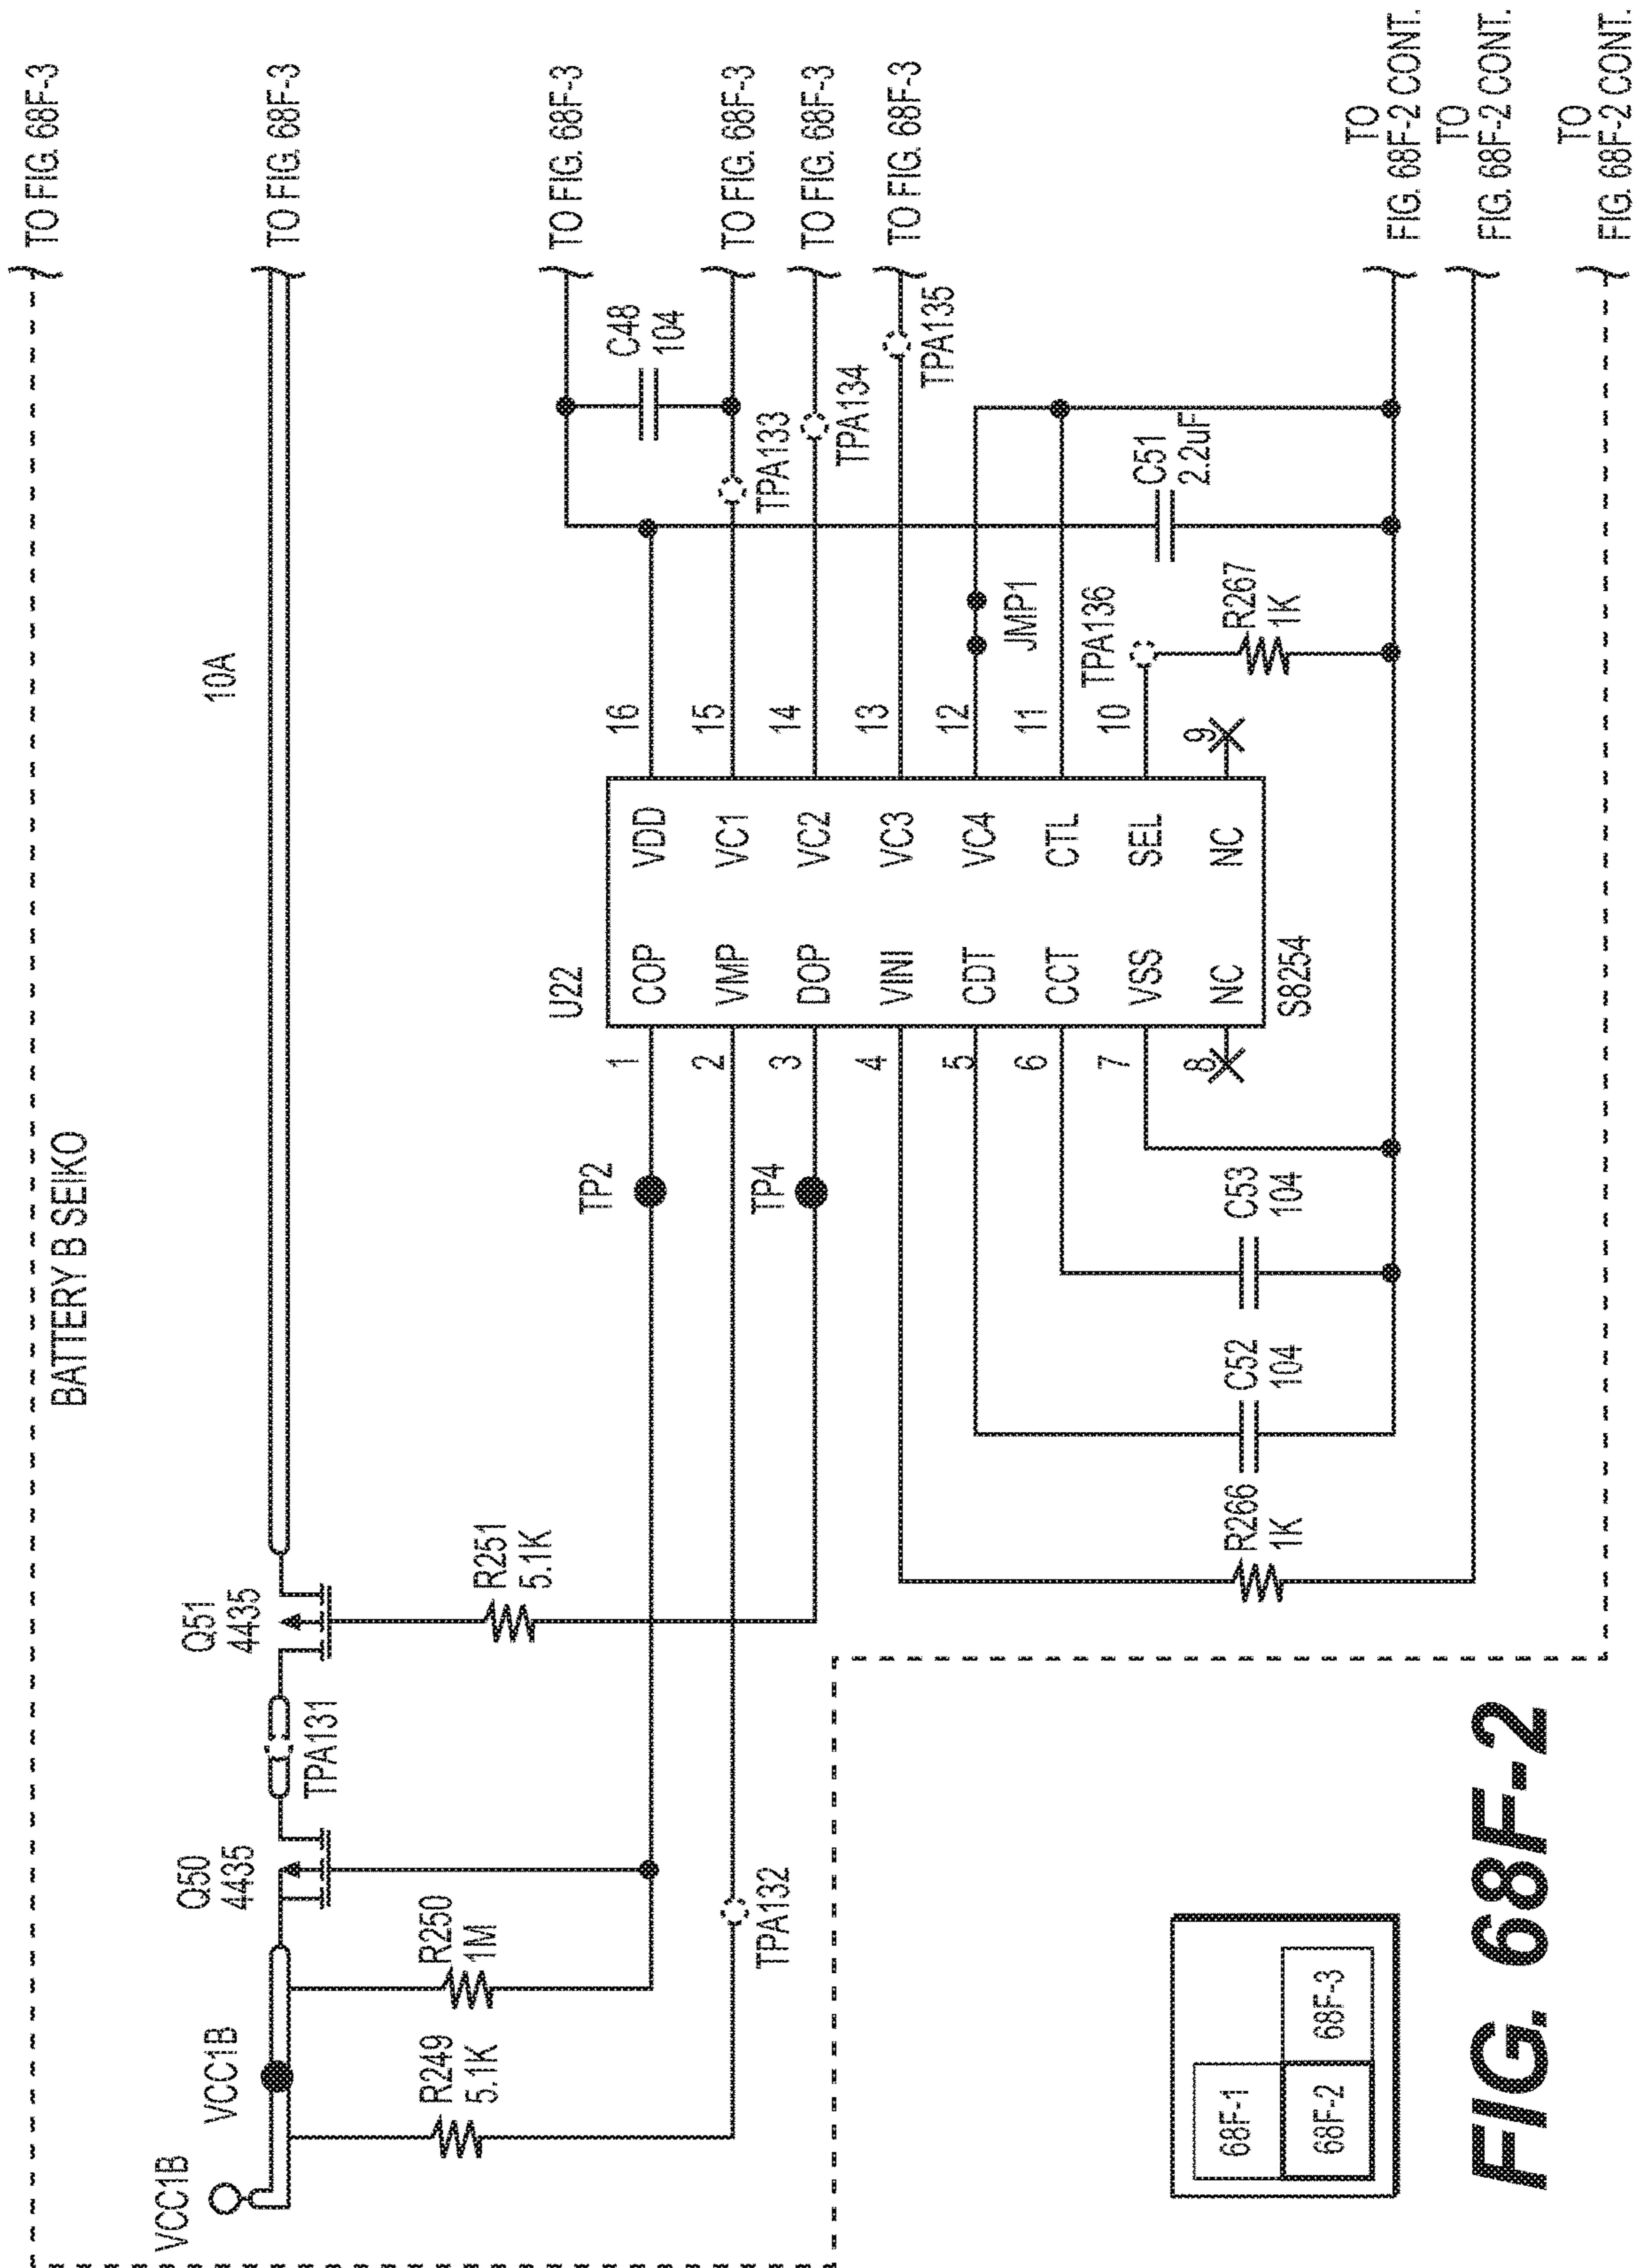 BATTERY B SEIKO
TO FIG. 68F-3
VCC1B
VCC1B
Q50
4435
TPA131
Q51
4435
10A
TO FIG. 68F-3
R249
5.1K
R250
1M
R251
5.1K
TPA132
TP2
TP4
U22
1
2
3
4
5
6
7
8
COP
VMP
DOP
VINI
CDT
CCT
VSS
NC
VDD
VC1
VC2
VC3
VC4
CTL
SEL
NC
S8254
16
15
14
13
12
11
10
9
C48
104
TO FIG. 68F-3
TPA133
TO FIG. 68F-3
TPA134
TO FIG. 68F-3
TPA135
TO FIG. 68F-3
JMP1
TPA136
C51
2.2uF
R267
1K
R266
1K
C52
104
C53
104
TO
FIG. 68F-2 CONT.
TO
FIG. 68F-2 CONT.
TO
FIG. 68F-2 CONT.
68F-1
68F-2
68F-3
FIG. 68F-2